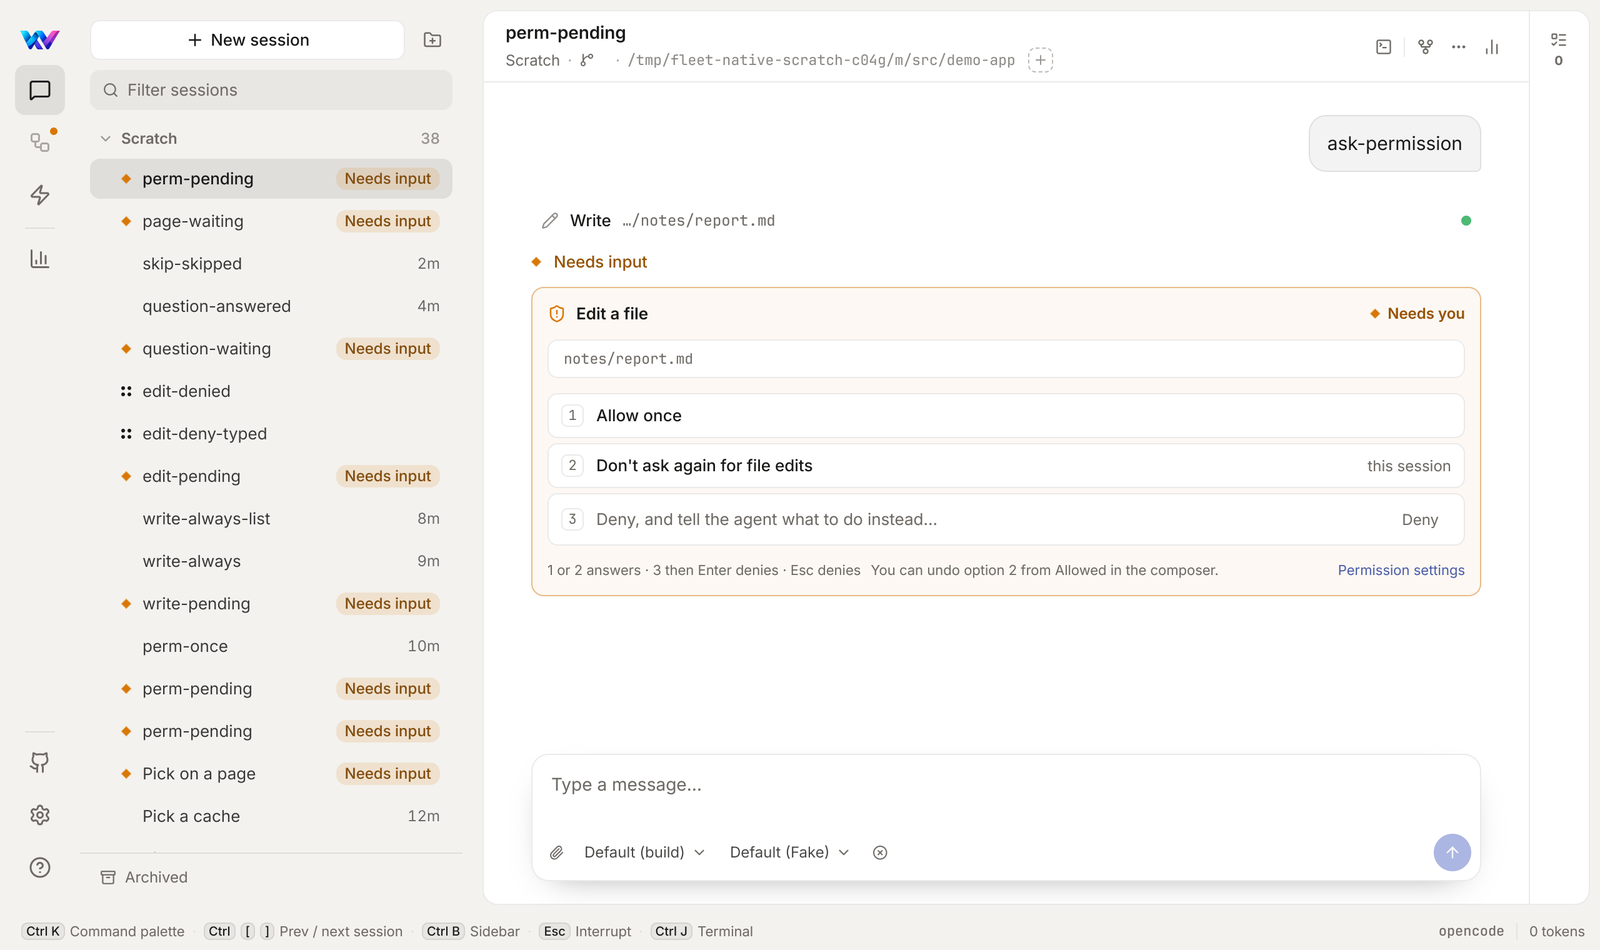 New session
Filter sessions
Scratch 38
perm-pending Needs input
page-waiting Needs input
skip-skipped 2m
question-answered 4m
question-waiting Needs input
edit-denied
edit-deny-typed
edit-pending Needs input
write-always-list 8m
write-always 9m
write-pending Needs input
perm-once 10m
perm-pending Needs input
perm-pending Needs input
Pick on a page Needs input
Pick a cache 12m
Archived
perm-pending
Scratch · · /tmp/fleet-native-scratch-c04g/m/src/demo-app
0
ask-permission
Write …/notes/report.md
Needs input
Edit a file Needs you
notes/report.md
1 Allow once
2 Don't ask again for file edits this session
3 Deny, and tell the agent what to do instead... Deny
1 or 2 answers · 3 then Enter denies · Esc denies You can undo option 2 from Allowed in the composer. Permission settings
Type a message...
Default (build) Default (Fake)
Ctrl K Command palette Ctrl [ ] Prev / next session Ctrl B Sidebar Esc Interrupt Ctrl J Terminal opencode 0 tokens